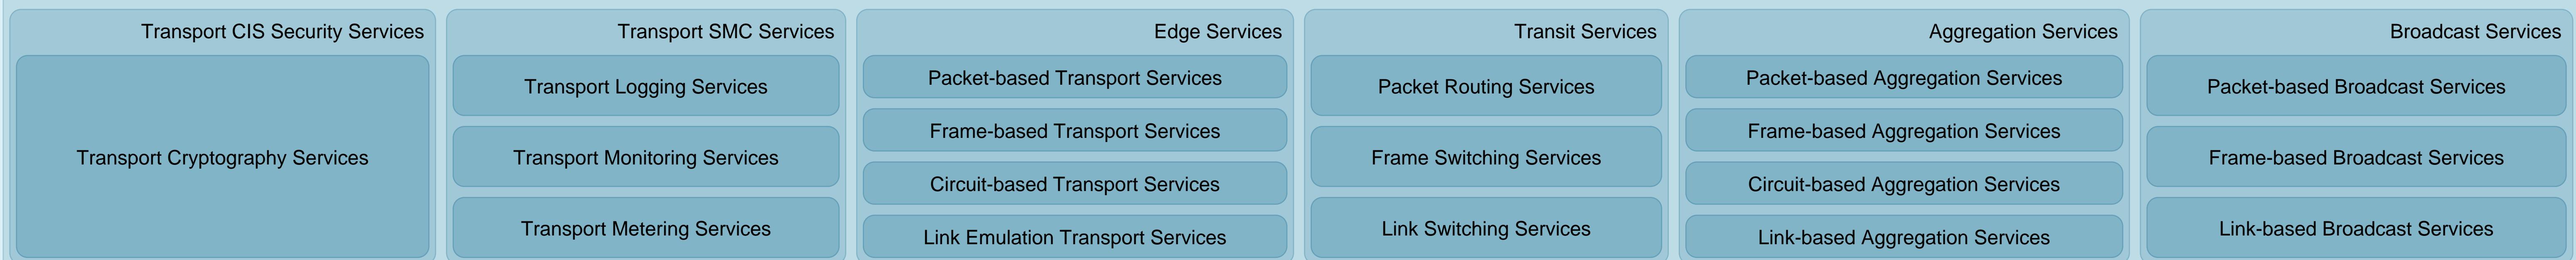 Transport CIS Security Services
Transport Cryptography Services
Transport SMC Services
Transport Logging Services
Transport Monitoring Services
Transport Metering Services
Edge Services
Packet-based Transport Services
Frame-based Transport Services
Circuit-based Transport Services
Link Emulation Transport Services
Transit Services
Packet Routing Services
Frame Switching Services
Link Switching Services
Aggregation Services
Packet-based Aggregation Services
Frame-based Aggregation Services
Circuit-based Aggregation Services
Link-based Aggregation Services
Broadcast Services
Packet-based Broadcast Services
Frame-based Broadcast Services
Link-based Broadcast Services